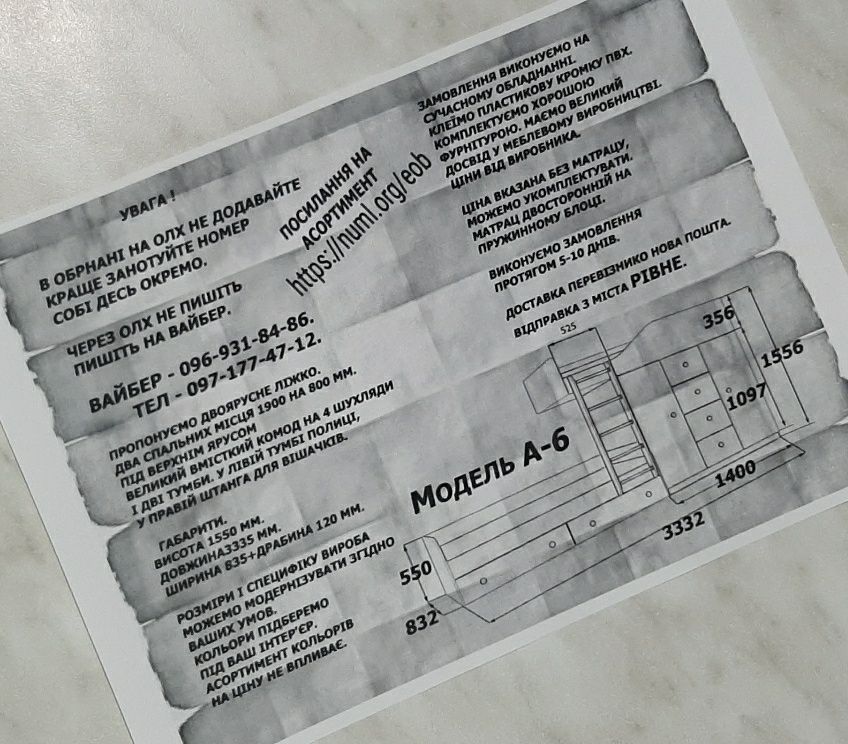 УВАГА !
В ОБРНАНІ НА ОЛХ НЕ ДОДАВАЙТЕ
КРАЩЕ ЗАНОТУЙТЕ НОМЕР
СОБІ ДЕСЬ ОКРЕМО.
ЧЕРЕЗ ОЛХ НЕ ПИШІТЬ
ПИШІТЬ НА ВАЙБЕР.
ВАЙБЕР - 096-931-84-86.
ТЕЛ - 097-177-47-12.
ПОСИЛАННЯ НА
АСОРТИМЕНТ
https://numl.org/eob
ЗАМОВЛЕННЯ ВИКОНУЄМО НА
СУЧАСНОМУ ОБЛАДНАННІ.
КЛЕЇМО ПЛАСТИКОВУ КРОМКУ ПВХ.
КОМПЛЕКТУЄМО ХОРОШОЮ
ФУРНІТУРОЮ. МАЄМО ВЕЛИКИЙ
ДОСВІД У МЕБЛЕВОМУ ВИРОБНИЦТВІ.
ЦІНИ ВІД ВИРОБНИКА.
ЦІНА ВКАЗАНА БЕЗ МАТРАЦУ,
МОЖЕМО УКОМПЛЕКТУВАТИ.
МАТРАЦ ДВОСТОРОННІЙ НА
ПРУЖИННОМУ БЛОЦІ.
ВИКОНУЄМО ЗАМОВЛЕННЯ
ПРОТЯГОМ 5-10 ДНІВ.
ДОСТАВКА ПЕРЕВІЗНИКО НОВА ПОШТА.
ВІДПРАВКА З МІСТА РІВНЕ.
ПРОПОНУЄМО ДВОЯРУСНЕ ЛІЖКО.
ДВА СПАЛЬНИХ МІСЦЯ 1900 НА 800 ММ.
ПІД ВЕРХНІМ ЯРУСОМ
ВЕЛИКИЙ ВМІСТКИЙ КОМОД НА 4 ШУХЛЯДИ
І ДВІ ТУМБИ. У ЛІВІЙ ТУМБІ ПОЛИЦІ,
У ПРАВІЙ ШТАНГА ДЛЯ ВІШАЧКІВ.
ГАБАРИТИ.
ВИСОТА 1550 ММ.
ДОВЖИНА3335 ММ.
ШИРИНА 835+ДРАБИНА 120 ММ.
РОЗМІРИ І СПЕЦИФІКУ ВИРОБА
МОЖЕМО МОДЕРНІЗУВАТИ ЗГІДНО
ВАШИХ УМОВ.
КОЛЬОРИ ПІДБЕРЕМО
ПІД ВАШ ІНТЕР'ЄР.
АСОРТИМЕНТ КОЛЬОРІВ
НА ЦІНУ НЕ ВПЛИВАЄ.
МОДЕЛЬ А-6
525
356
1556
1097
1400
3332
550
832